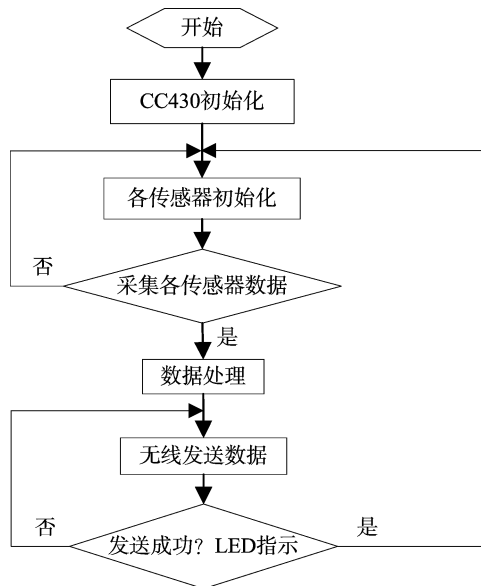 开始
CC430初始化
各传感器初始化
否
采集各传感器数据
是
数据处理
无线发送数据
否
发送成功？LED指示
是